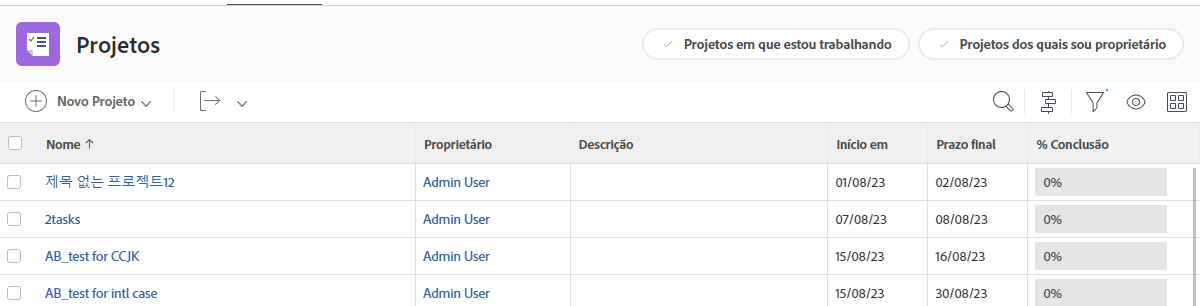 Projetos
Projetos em que estou trabalhando
Projetos dos quais sou proprietário
Novo Projeto
Nome Proprietário Descrição Início em Prazo final % Conclusão
제목 없는 프로젝트12 Admin User 01/08/23 02/08/23 0%
2tasks Admin User 07/08/23 08/08/23 0%
AB_test for CCJK Admin User 15/08/23 16/08/23 0%
AB_test for intl case Admin User 15/08/23 30/08/23 0%